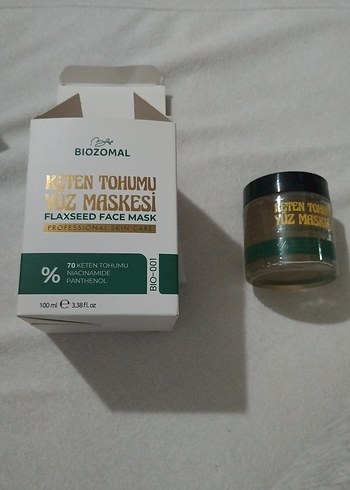 BIOZOMAL
KETEN TOHUMU
YÜZ MASKESİ
FLAXSEED FACE MASK
PROFESSIONAL SKIN CARE
% 70 KETEN TOHUMU
NIACINAMIDE
PANTHENOL
BIO-001
100 ml e 3,38 fl.oz
KETEN TOHUMU
YÜZ MASKESİ